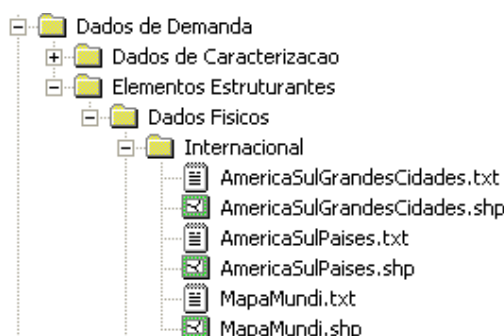 Dados de Demanda
Dados de Caracterizacao
Elementos Estruturantes
Dados Fisicos
Internacional
AmericaSulGrandesCidades.txt
AmericaSulGrandesCidades.shp
AmericaSulPaises.txt
AmericaSulPaises.shp
MapaMundi.txt
MapaMundi.shp